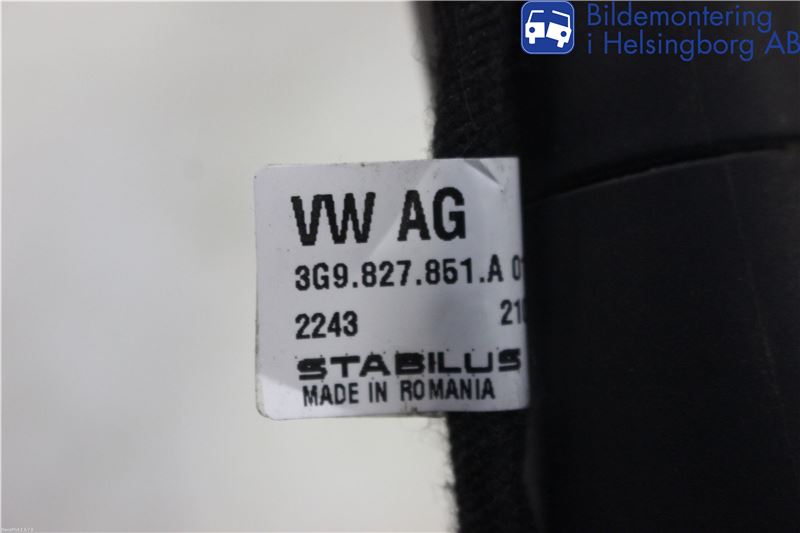 Bildemontering
i Helsingborg AB
VW AG
3G9.827.851.A
2243
STABILUS
MADE IN ROMANIA